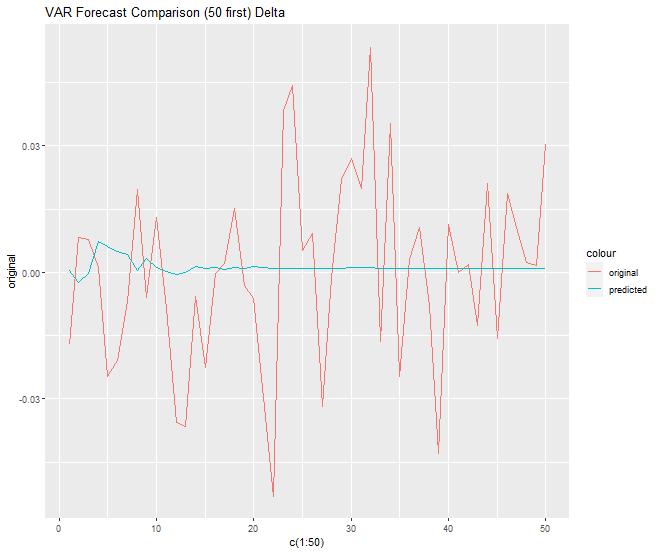 VAR Forecast Comparison (50 first) Delta
original
0.03
0.00
-0.03
0
10
20
30
40
50
c(1:50)
colour
original
predicted